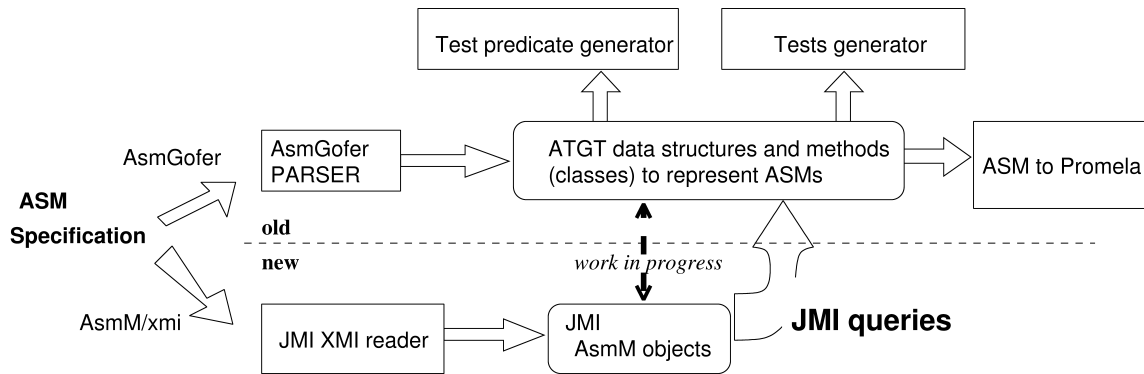 Test predicate generator
Tests generator
AsmGofer
AsmGofer
PARSER
ATGT data structures and methods
(classes) to represent ASMs
ASM to Promela
ASM
Specification
old
new
work in progress
AsmM/xmi
JMI XMI reader
JMI
AsmM objects
JMI queries